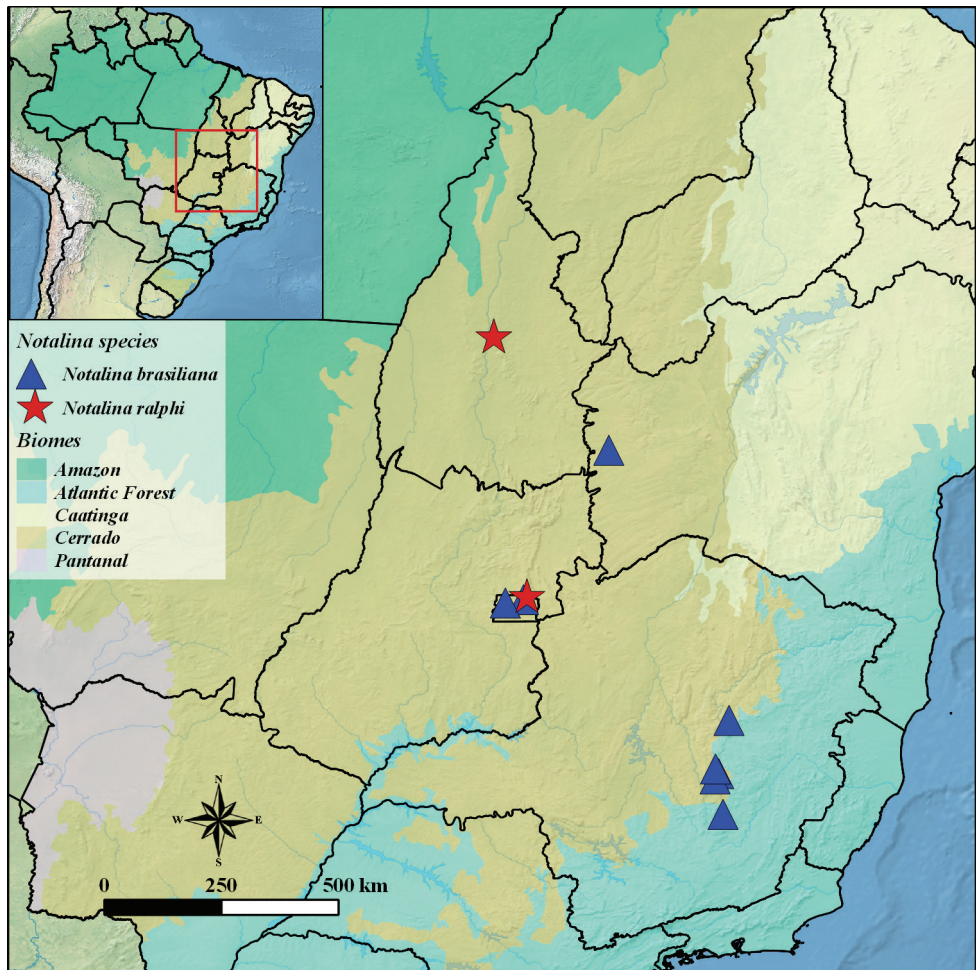 Notalina species
Notalina brasiliana
Notalina ralphi
Biomes
Amazon
Atlantic Forest
Caatinga
Cerrado
Pantanal
N
W E
S
0 250 500 km